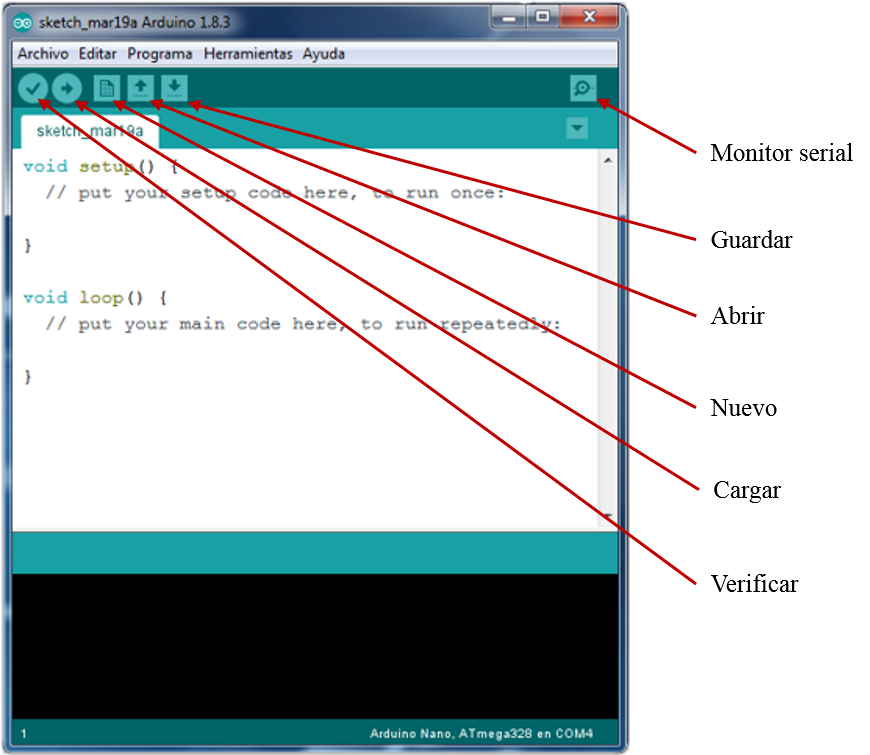 sketch_mar19a Arduino 1.8.3
Archivo Editar Programa Herramientas Ayuda
sketch_mar19a
void setup() {
// put your setup code here, to run once:
}
void loop() {
// put your main code here, to run repeatedly:
}
1
Arduino Nano, ATmega328 en COM4
Monitor serial
Guardar
Abrir
Nuevo
Cargar
Verificar